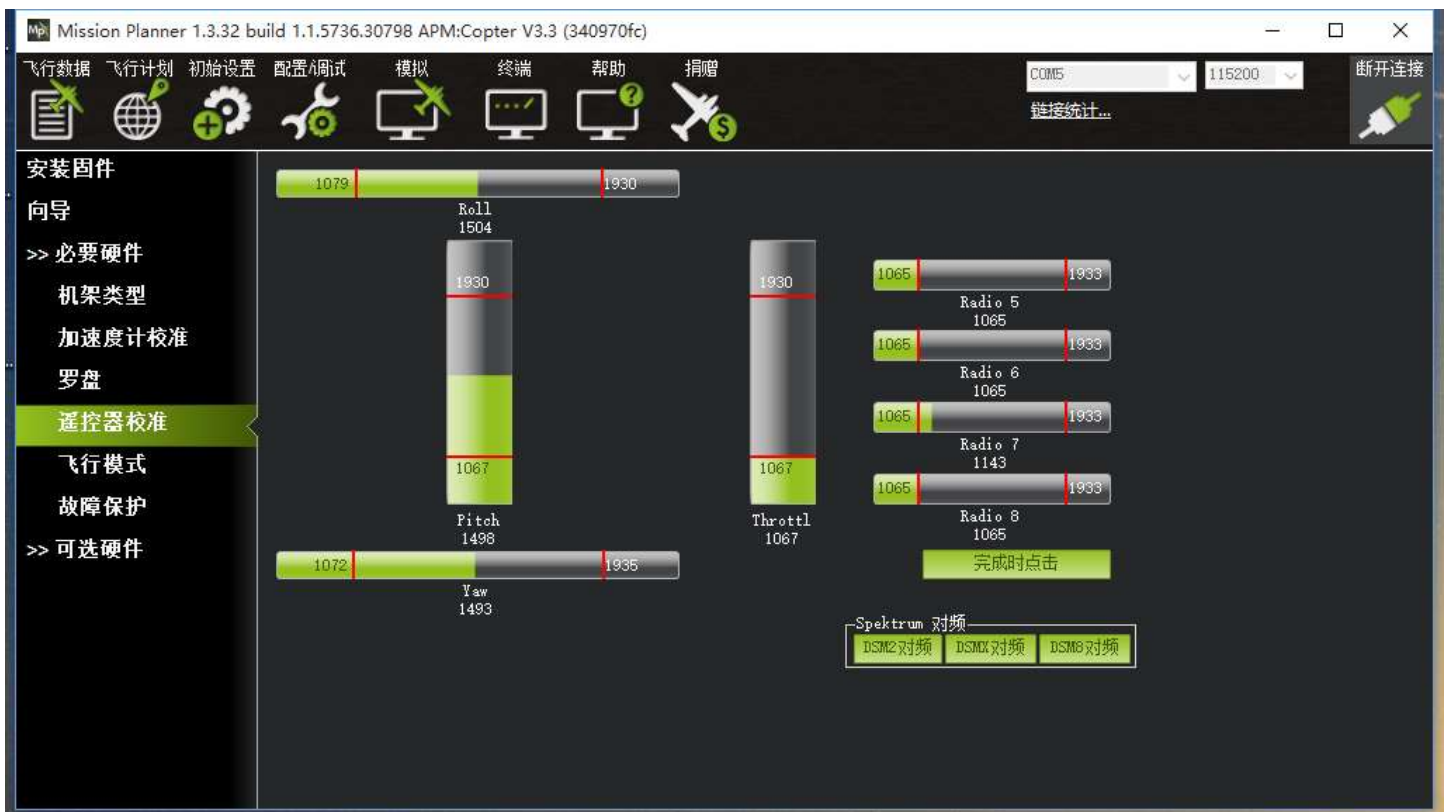 Mission Planner 1.3.32 build 1.1.5736.30798 APM:Copter V3.3 (340970fc)
飞行数据 飞行计划 初始设置 配置/调试 模拟 终端 帮助 捐赠
COM5 115200 断开连接
链接统计...
安装固件
向导
>> 必要硬件
机架类型
加速度计校准
罗盘
遥控器校准
飞行模式
故障保护
>> 可选硬件
1079 1930
Roll
1504
1930
1067
Pitch
1498
1930
1067
Throttl
1067
1072 1935
Yaw
1493
1065 1933
Radio 5
1065
1065 1933
Radio 6
1065
1065 1933
Radio 7
1143
1065 1933
Radio 8
1065
完成时点击
Spektrum 对频
DSM2对频 DSMX对频 DSM8对频